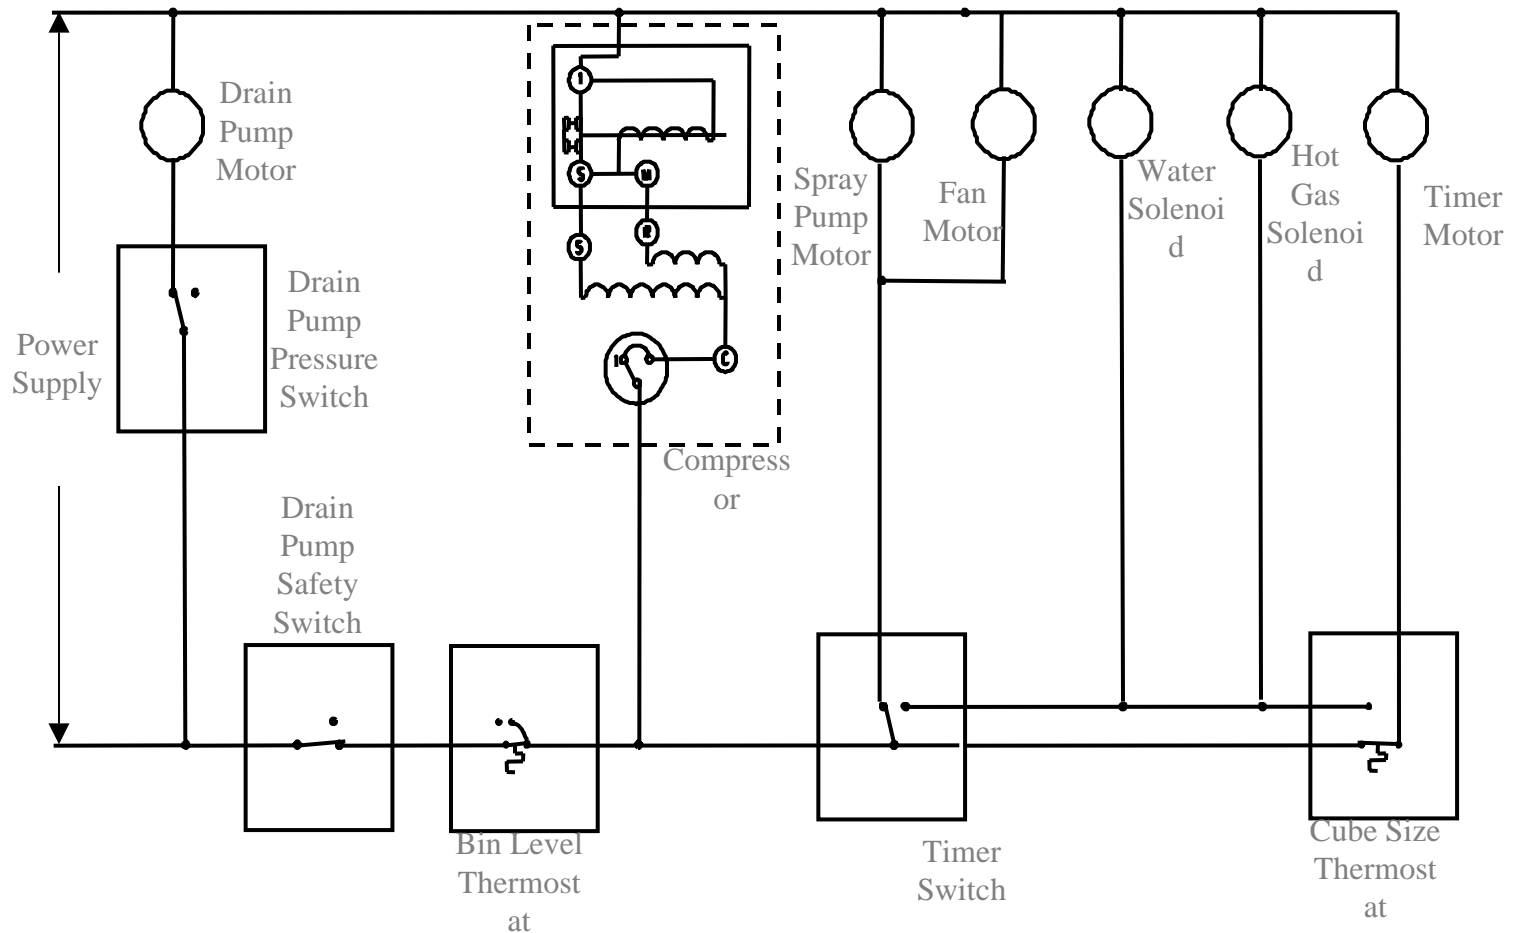 Drain
Pump
Motor
1
S
M
S
R
C
Spray
Pump
Motor
Fan
Motor
Water
Solenoi
d
Hot
Gas
Solenoi
d
Timer
Motor
Power
Supply
Drain
Pump
Pressure
Switch
Compress
or
Drain
Pump
Safety
Switch
Bin Level
Thermost
at
Timer
Switch
Cube Size
Thermost
at